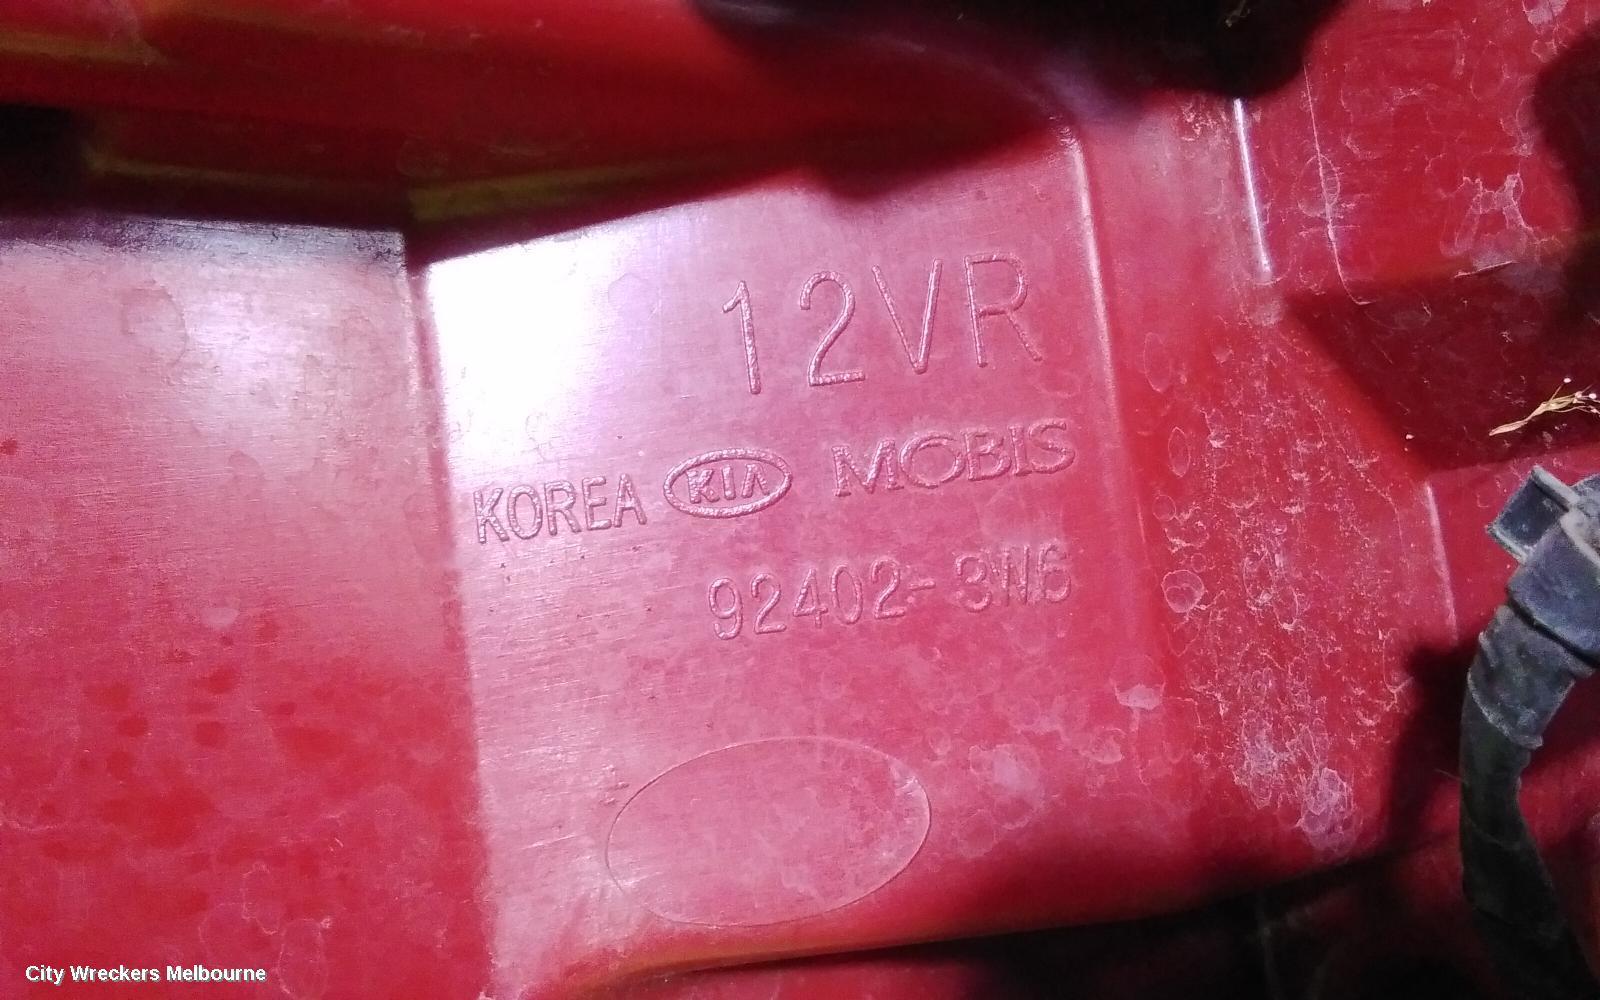 12VR
KOREA KIA MOBIS
92402-3W6
City Wreckers Melbourne